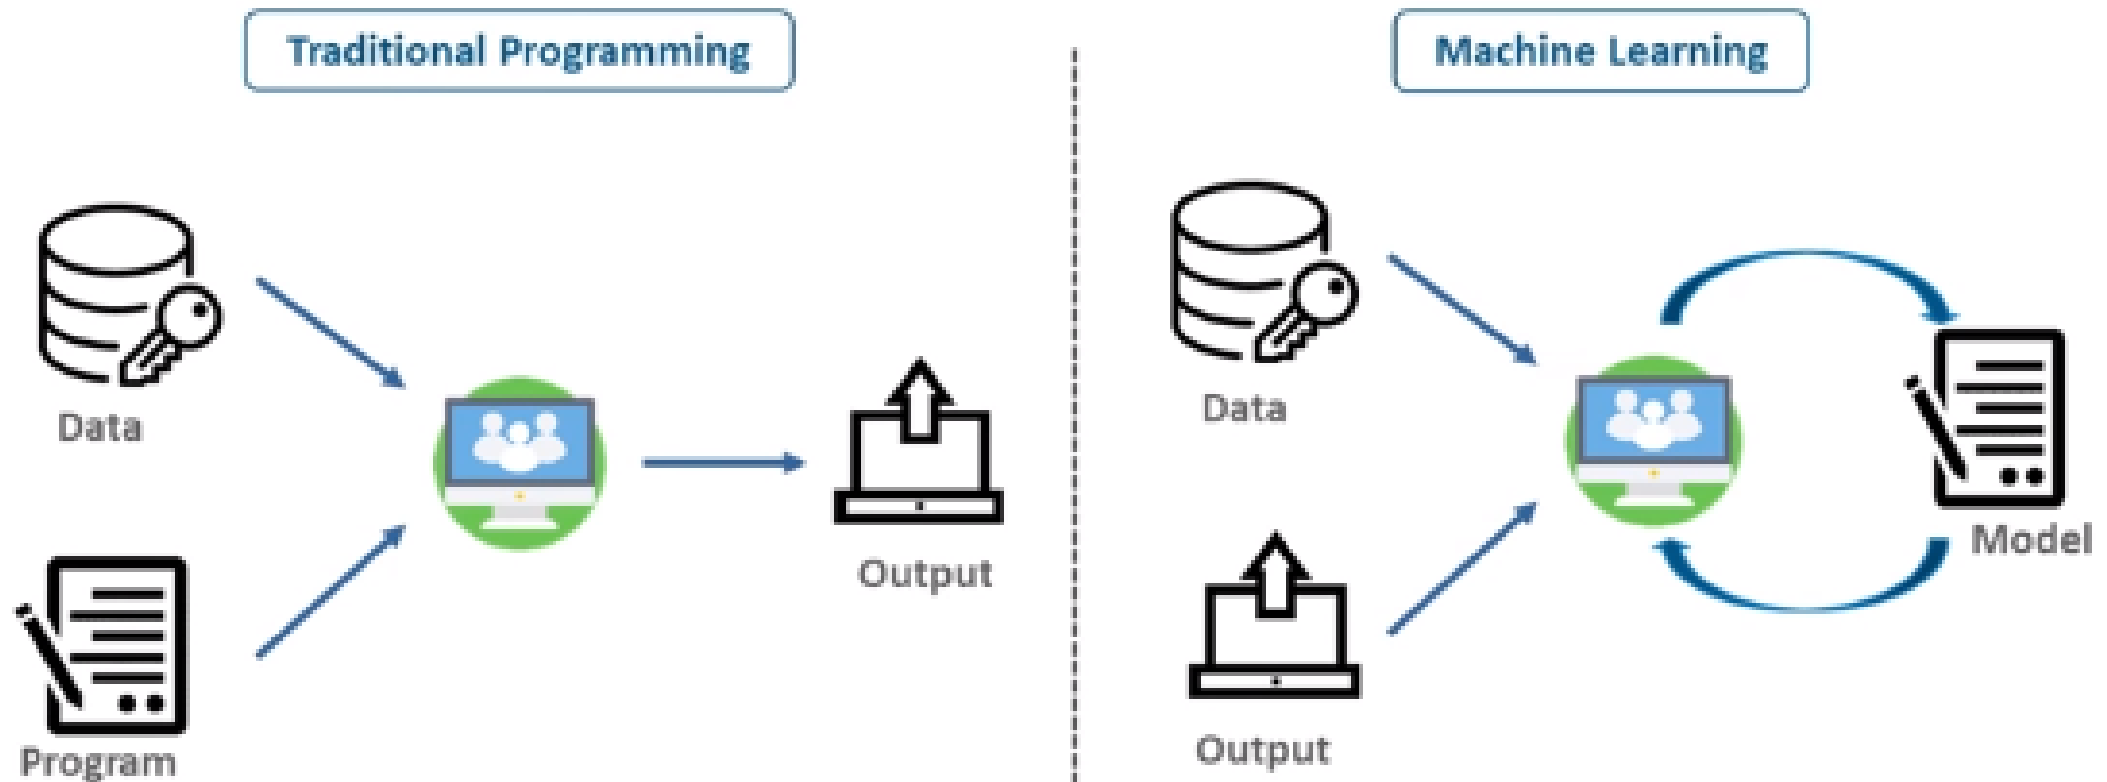 Traditional Programming
Data
Program
Output
Machine Learning
Data
Output
Model